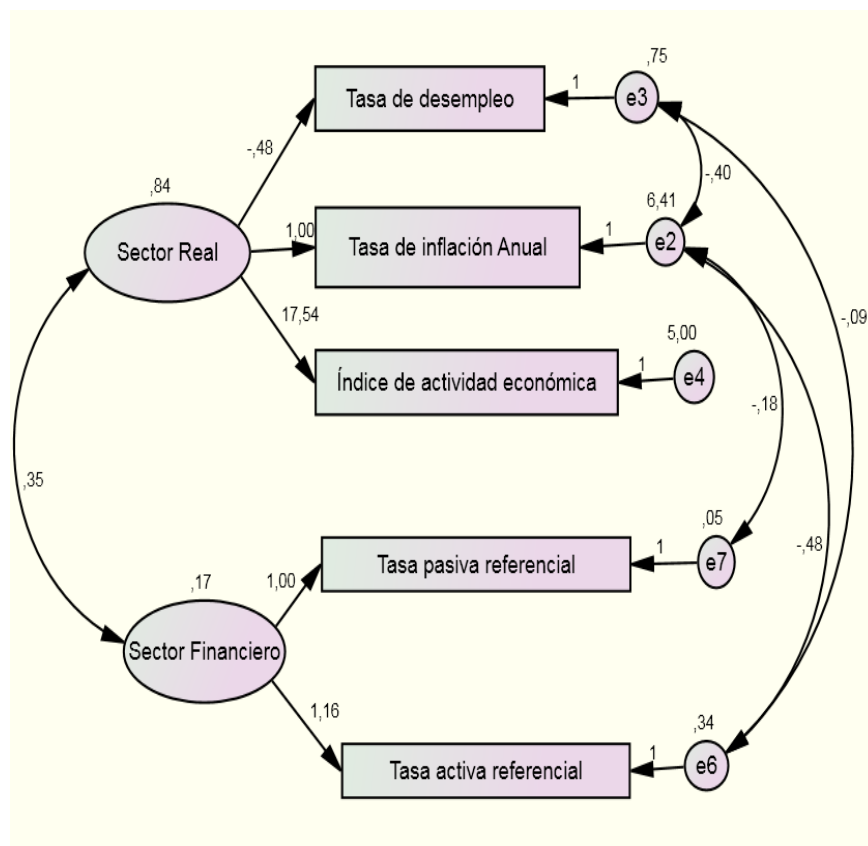 ,75
1
Tasa de desempleo
e3
-,48
-,40
,84
6,41
1,00
1
Sector Real
Tasa de inflación Anual
e2
17,54
-,09
5,00
1
Índice de actividad económica
e4
-,18
,35
,05
-,48
1
Tasa pasiva referencial
e7
1,00
,17
Sector Financiero
1,16
,34
1
Tasa activa referencial
e6